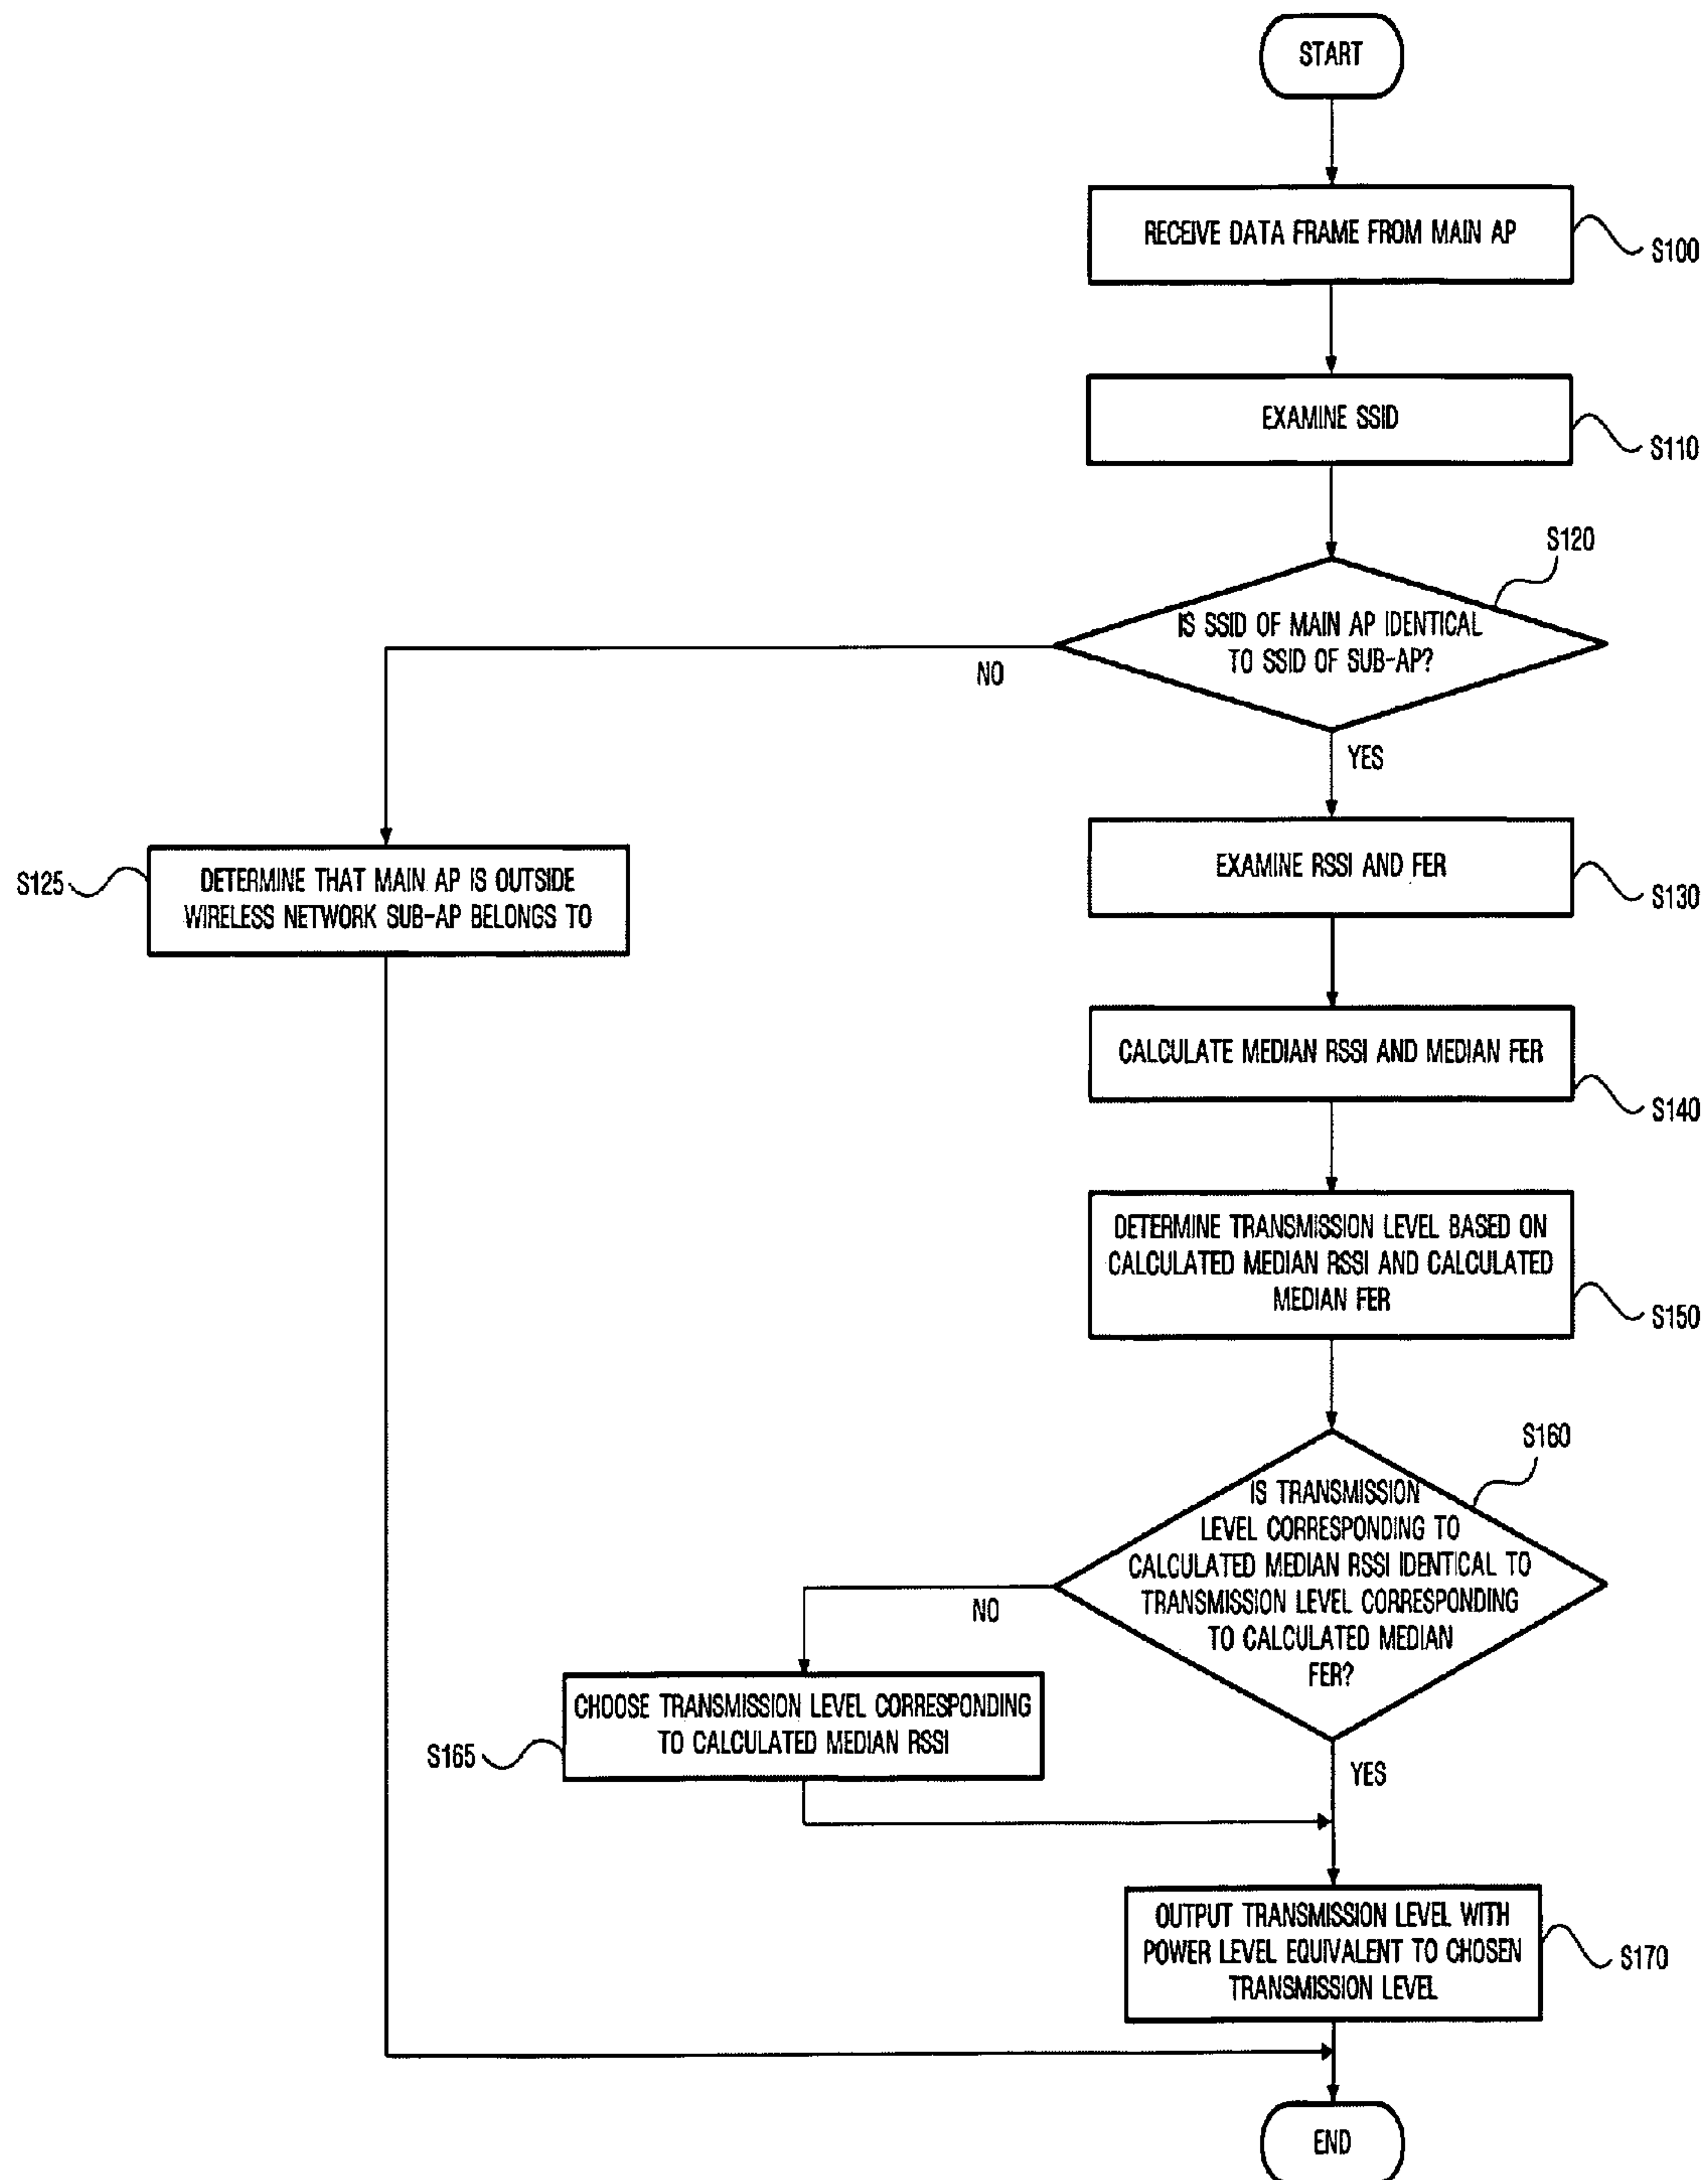 START
RECEIVE DATA FRAME FROM MAIN AP
S100
EXAMINE SSID
S110
S120
IS SSID OF MAIN AP IDENTICAL
TO SSID OF SUB-AP?
NO
YES
S125
DETERMINE THAT MAIN AP IS OUTSIDE
WIRELESS NETWORK SUB-AP BELONGS TO
EXAMINE RSSI AND FER
S130
CALCULATE MEDIAN RSSI AND MEDIAN FER
S140
DETERMINE TRANSMISSION LEVEL BASED ON
CALCULATED MEDIAN RSSI AND CALCULATED
MEDIAN FER
S150
S160
IS TRANSMISSION
LEVEL CORRESPONDING TO
CALCULATED MEDIAN RSSI IDENTICAL TO
TRANSMISSION LEVEL CORRESPONDING
TO CALCULATED MEDIAN
FER?
NO
YES
CHOOSE TRANSMISSION LEVEL CORRESPONDING
TO CALCULATED MEDIAN RSSI
S165
OUTPUT TRANSMISSION LEVEL WITH
POWER LEVEL EQUIVALENT TO CHOSEN
TRANSMISSION LEVEL
S170
END